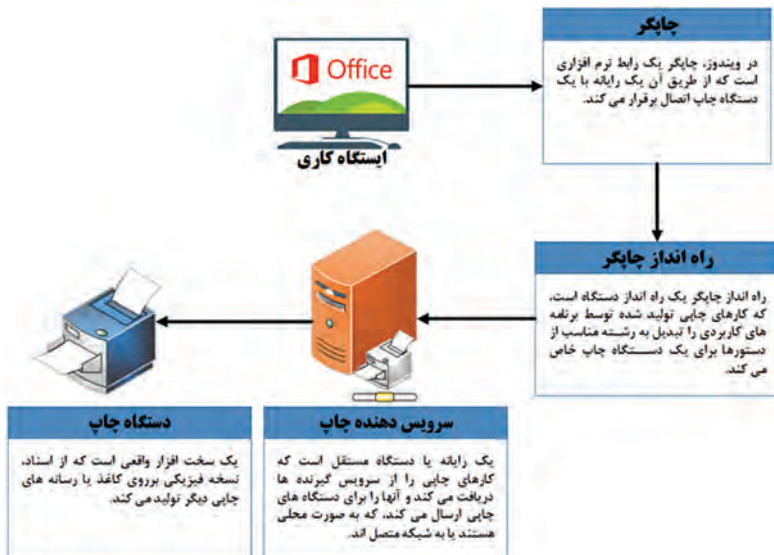 Office
ایستگاه کاری
چاپگر
در ویندوز، چاپگر یک رابط نرم افزاری
است که از طریق آن یک رایانه با یک
دستگاه چاپ اتصال برقرار می کند.
راه انداز چاپگر
راه انداز چاپگر یک راه انداز دستگاه است،
که کارهای چاپی تولید شده توسط برنامه
های کاربردی را تبدیل به رشته مناسب از
دستورها برای یک دستگاه چاپ خاص
می کند.
سرویس دهنده چاپ
یک رایانه یا دستگاه مستقل است که
کارهای چاپی را از سرویس گیرنده ها
دریافت می کند و آنها را برای دستگاه های
چاپی ارسال می کند، که به صورت محلی
هستند یا به شبکه متصل اند.
دستگاه چاپ
یک سخت افزار واقعی است که از اسناد،
نسخه فیزیکی برروی کاغذ یا رسانه های
چاپی دیگر تولید می کند.